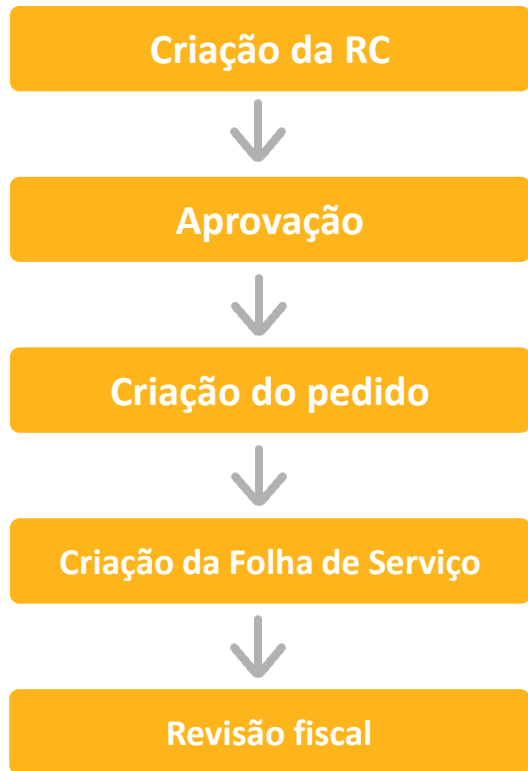 Criação da RC
Aprovação
Criação do pedido
Criação da Folha de Serviço
Revisão fiscal